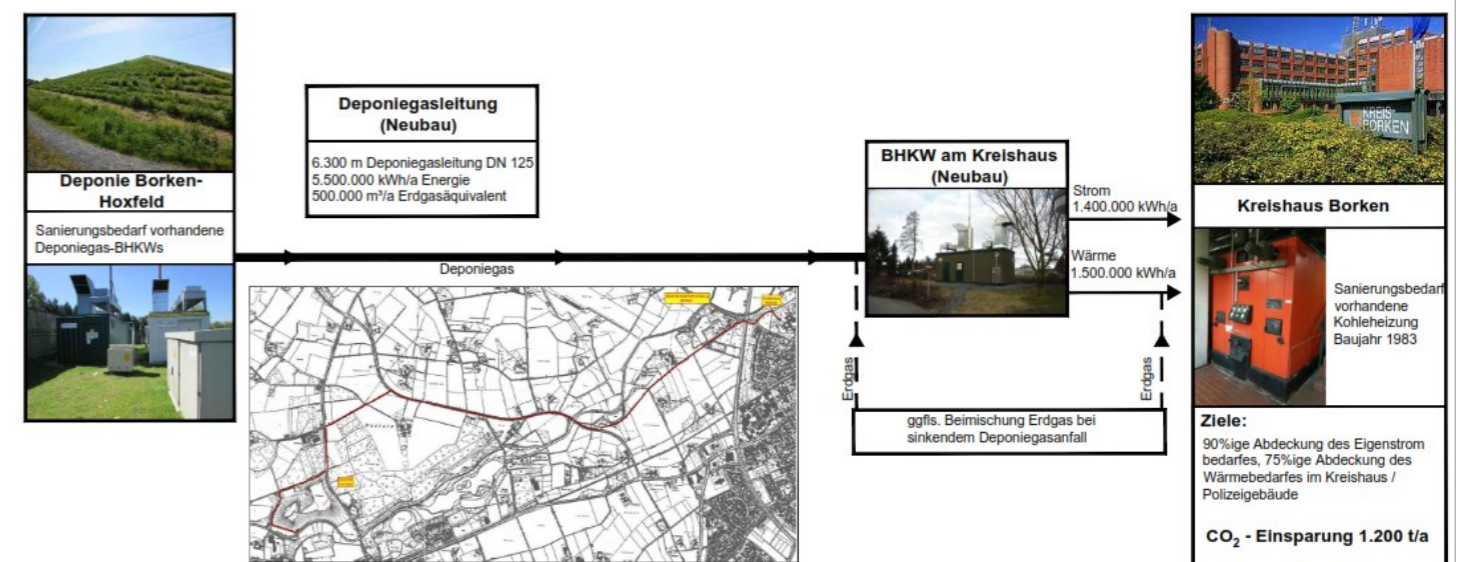 Deponie Borken-
Hoxfeld
Sanierungsbedarf vorhandene
Deponiegas-BHKWs
Deponiegasleitung
(Neubau)
6.300 m Deponiegasleitung DN 125
5.500.000 kWh/a Energie
500.000 m³/a Erdgasäquivalent
Deponiegas
BHKW am Kreishaus
(Neubau)
Strom
1.400.000 kWh/a
Wärme
1.500.000 kWh/a
Erdgas
Erdgas
ggfls. Beimischung Erdgas bei
sinkendem Deponiegasanfall
KREIS
BORKEN
Kreishaus Borken
Sanierungsbedarf
vorhandene
Kohleheizung
Baujahr 1983
Ziele:
90%ige Abdeckung des Eigenstrom
bedarfes, 75%ige Abdeckung des
Wärmebedarfes im Kreishaus /
Polizeigebäude
CO₂ - Einsparung 1.200 t/a